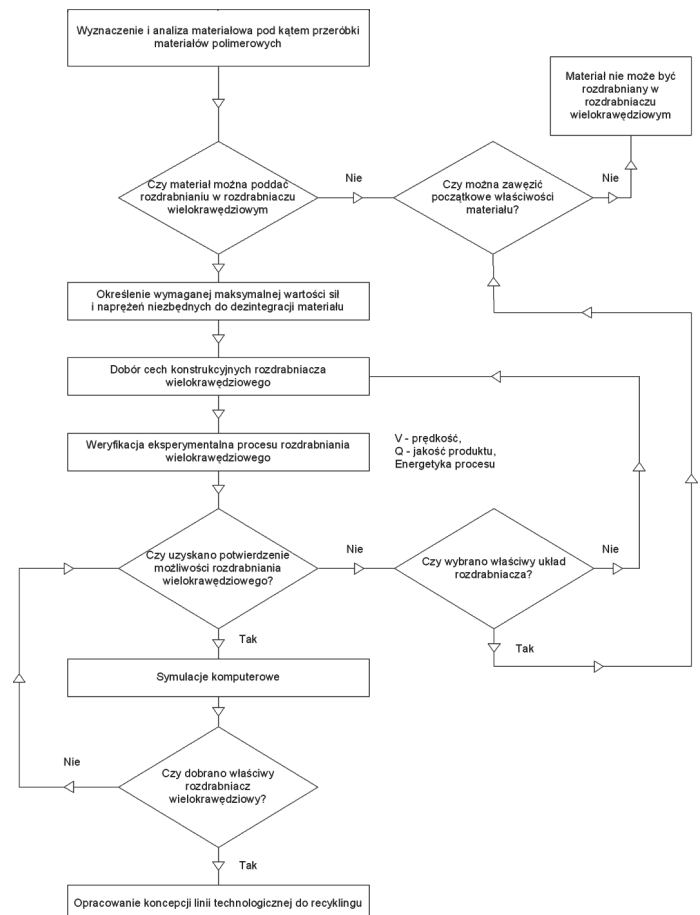 Wyznaczenie i analiza materiałowa pod kątem przeróbki
materiałów polimerowych
Materiał nie może być
rozdrabniany w
rozdrabniaczu
wielokrawędziowym
Czy materiał można poddać
rozdrabnianiu w rozdrabniaczu
wielokrawędziowym
Nie
Czy można zawęzić
początkowe właściwości
materiału?
Nie
Określenie wymaganej maksymalnej wartości sił
i naprężeń niezbędnych do dezintegracji materiału
Dobór cech konstrukcyjnych rozdrabniacza
wielokrawędziowego
Weryfikacja eksperymentalna procesu rozdrabniania
wielokrawędziowego
V - prędkość,
Q - jakość produktu,
Energetyka procesu
Czy uzyskano potwierdzenie
możliwości rozdrabniania
wielokrawędziowego?
Nie
Czy wybrano właściwy układ
rozdrabniacza?
Nie
Tak
Tak
Symulacje komputerowe
Nie
Czy dobrano właściwy
rozdrabniacz
wielokrawędziowy?
Tak
Opracowanie koncepcji linii technologicznej do recyklingu